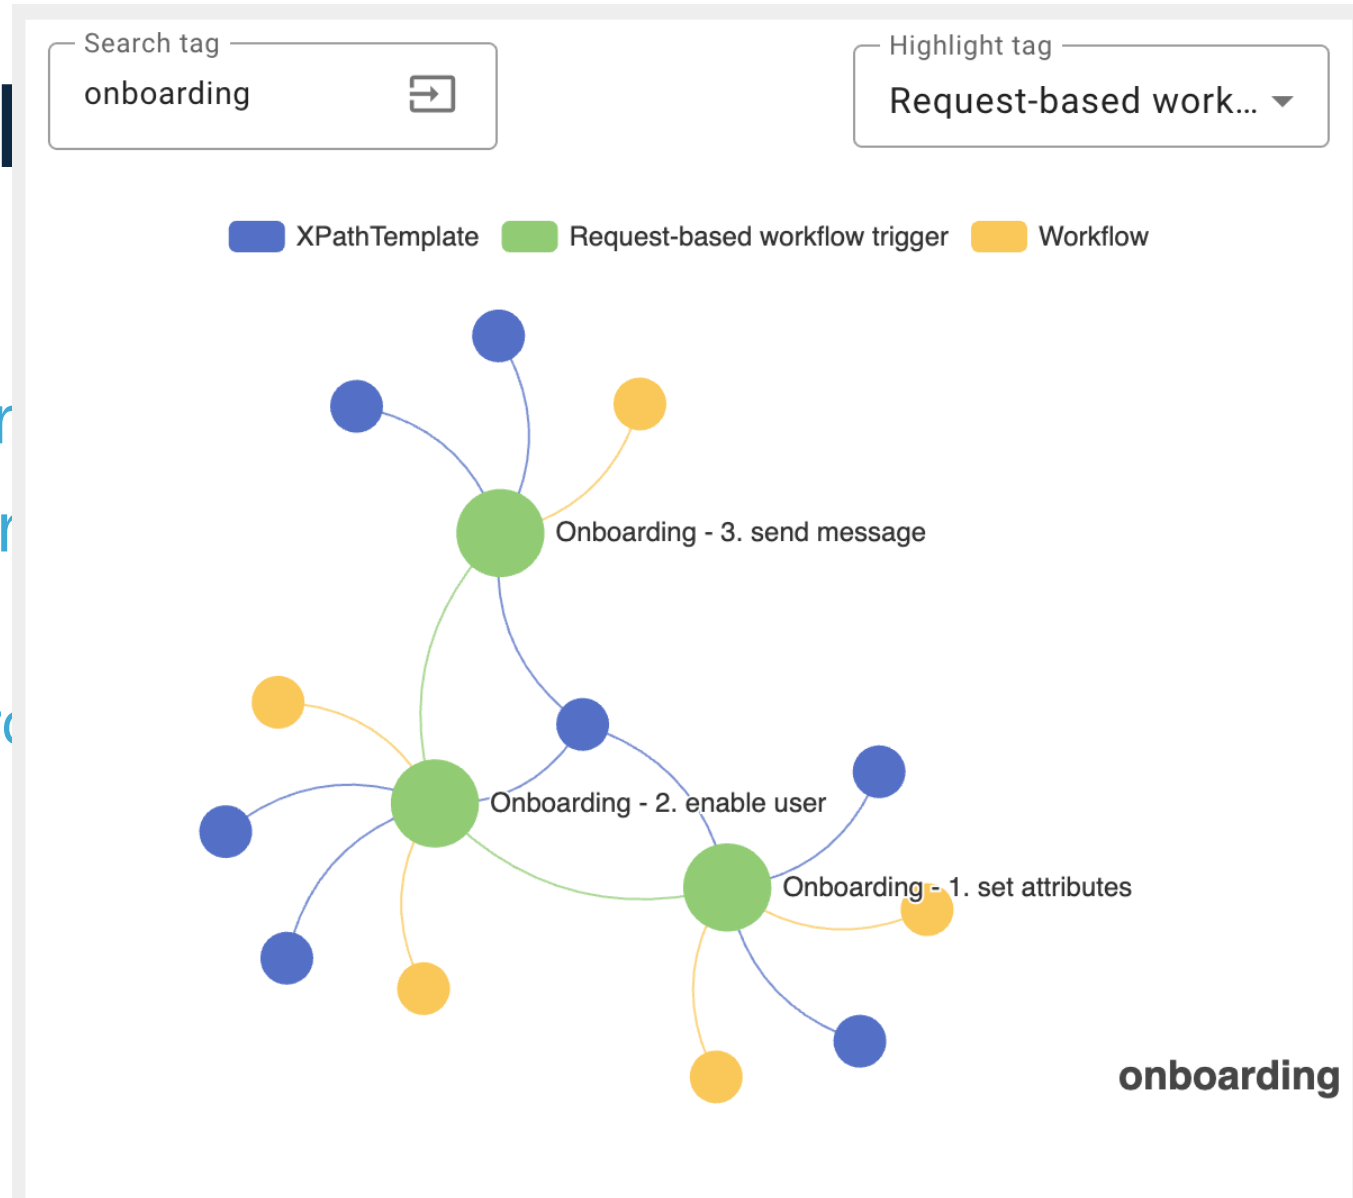 Search tag
onboarding
Highlight tag
Request-based work...
XPathTemplate
Request-based workflow trigger
Workflow
Onboarding - 3. send message
Onboarding - 2. enable user
Onboarding - 1. set attributes
onboarding